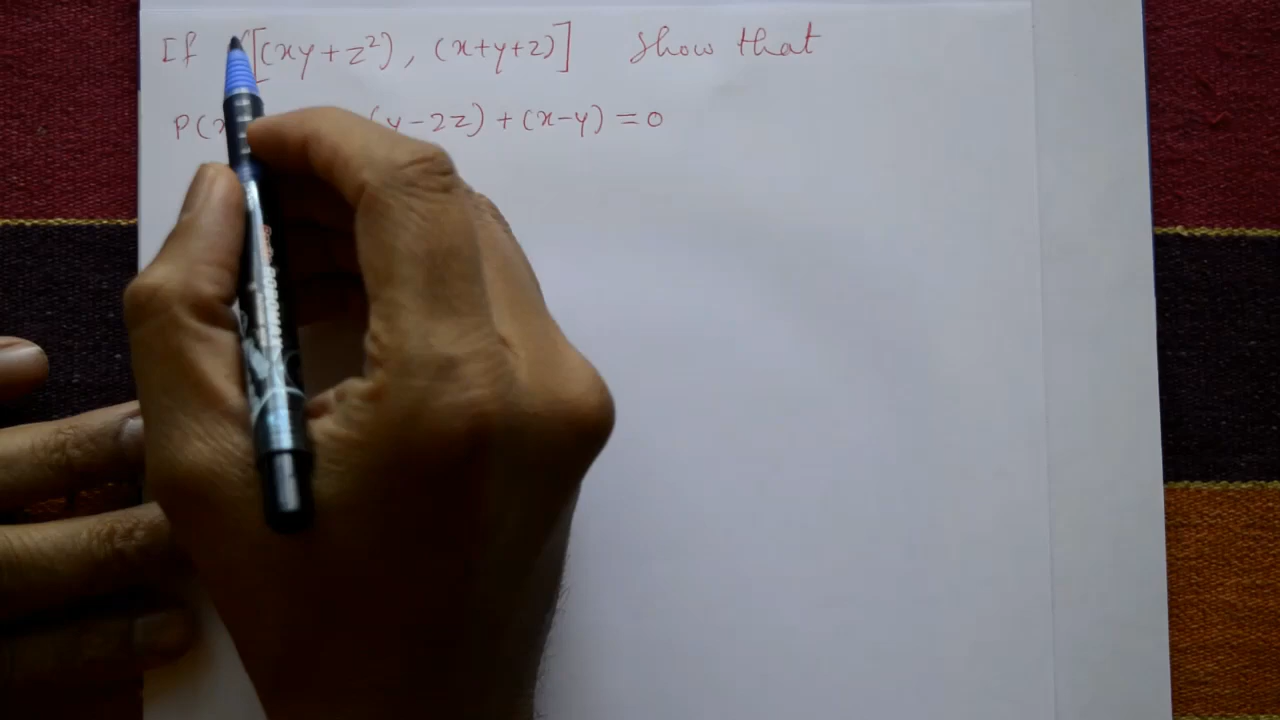 If [(xy+z²), (x+y+z)] Show that
P(x (y-2z)+(x-y)=0